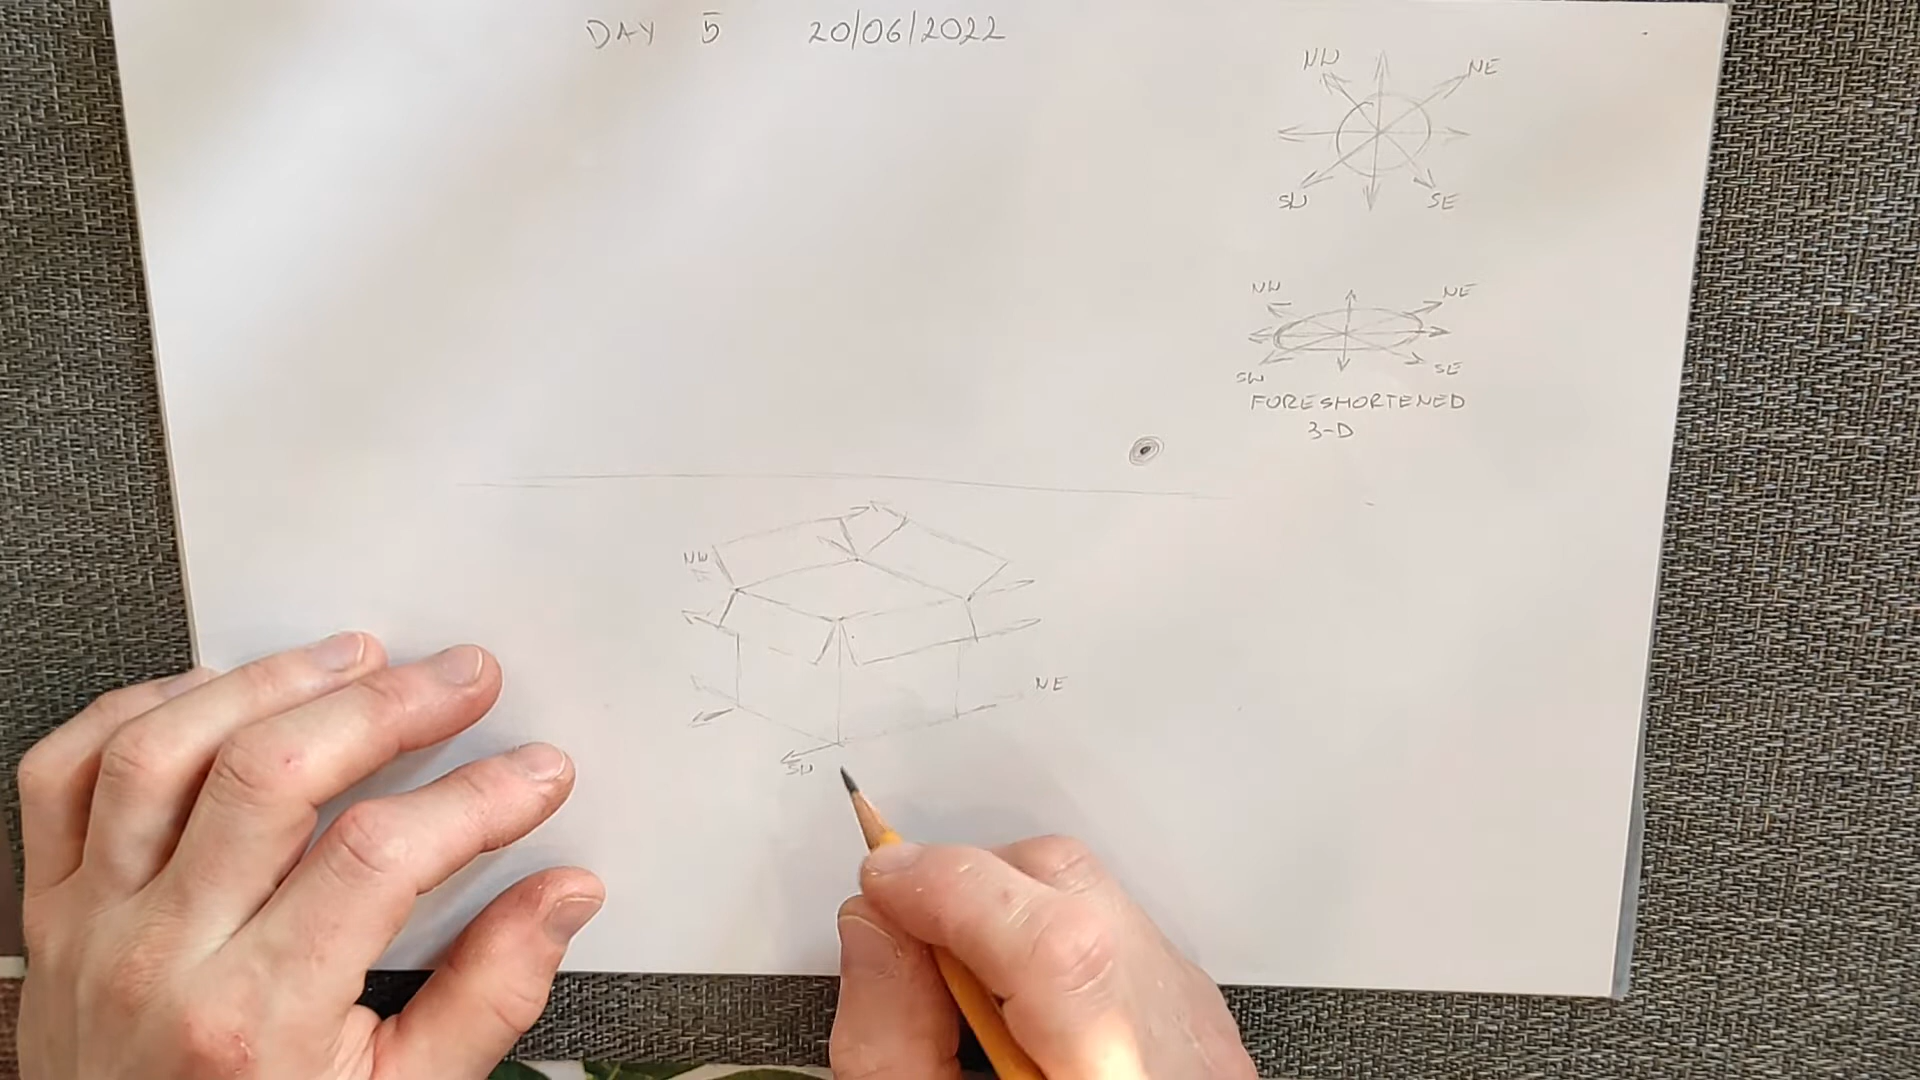 DAY 5 20/06/2022
NW NE
SW SE
NW NE
SW SE
FORESHORTENED
3-D
NW
NE
SW